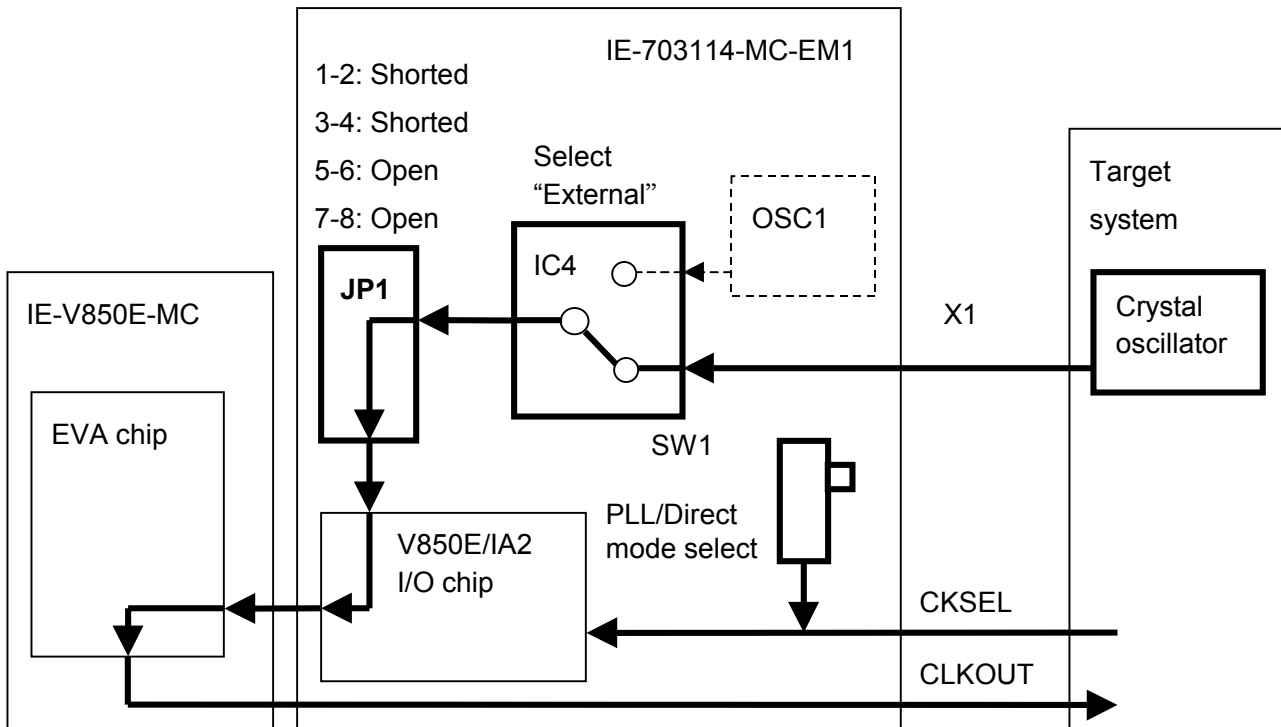 IE-703114-MC-EM1
1-2: Shorted
3-4: Shorted
5-6: Open
7-8: Open
Select
“External”
OSC1
Target
system
IC4
JP1
IE-V850E-MC
X1
Crystal
oscillator
EVA chip
SW1
PLL/Direct
mode select
V850E/IA2
I/O chip
CKSEL
CLKOUT